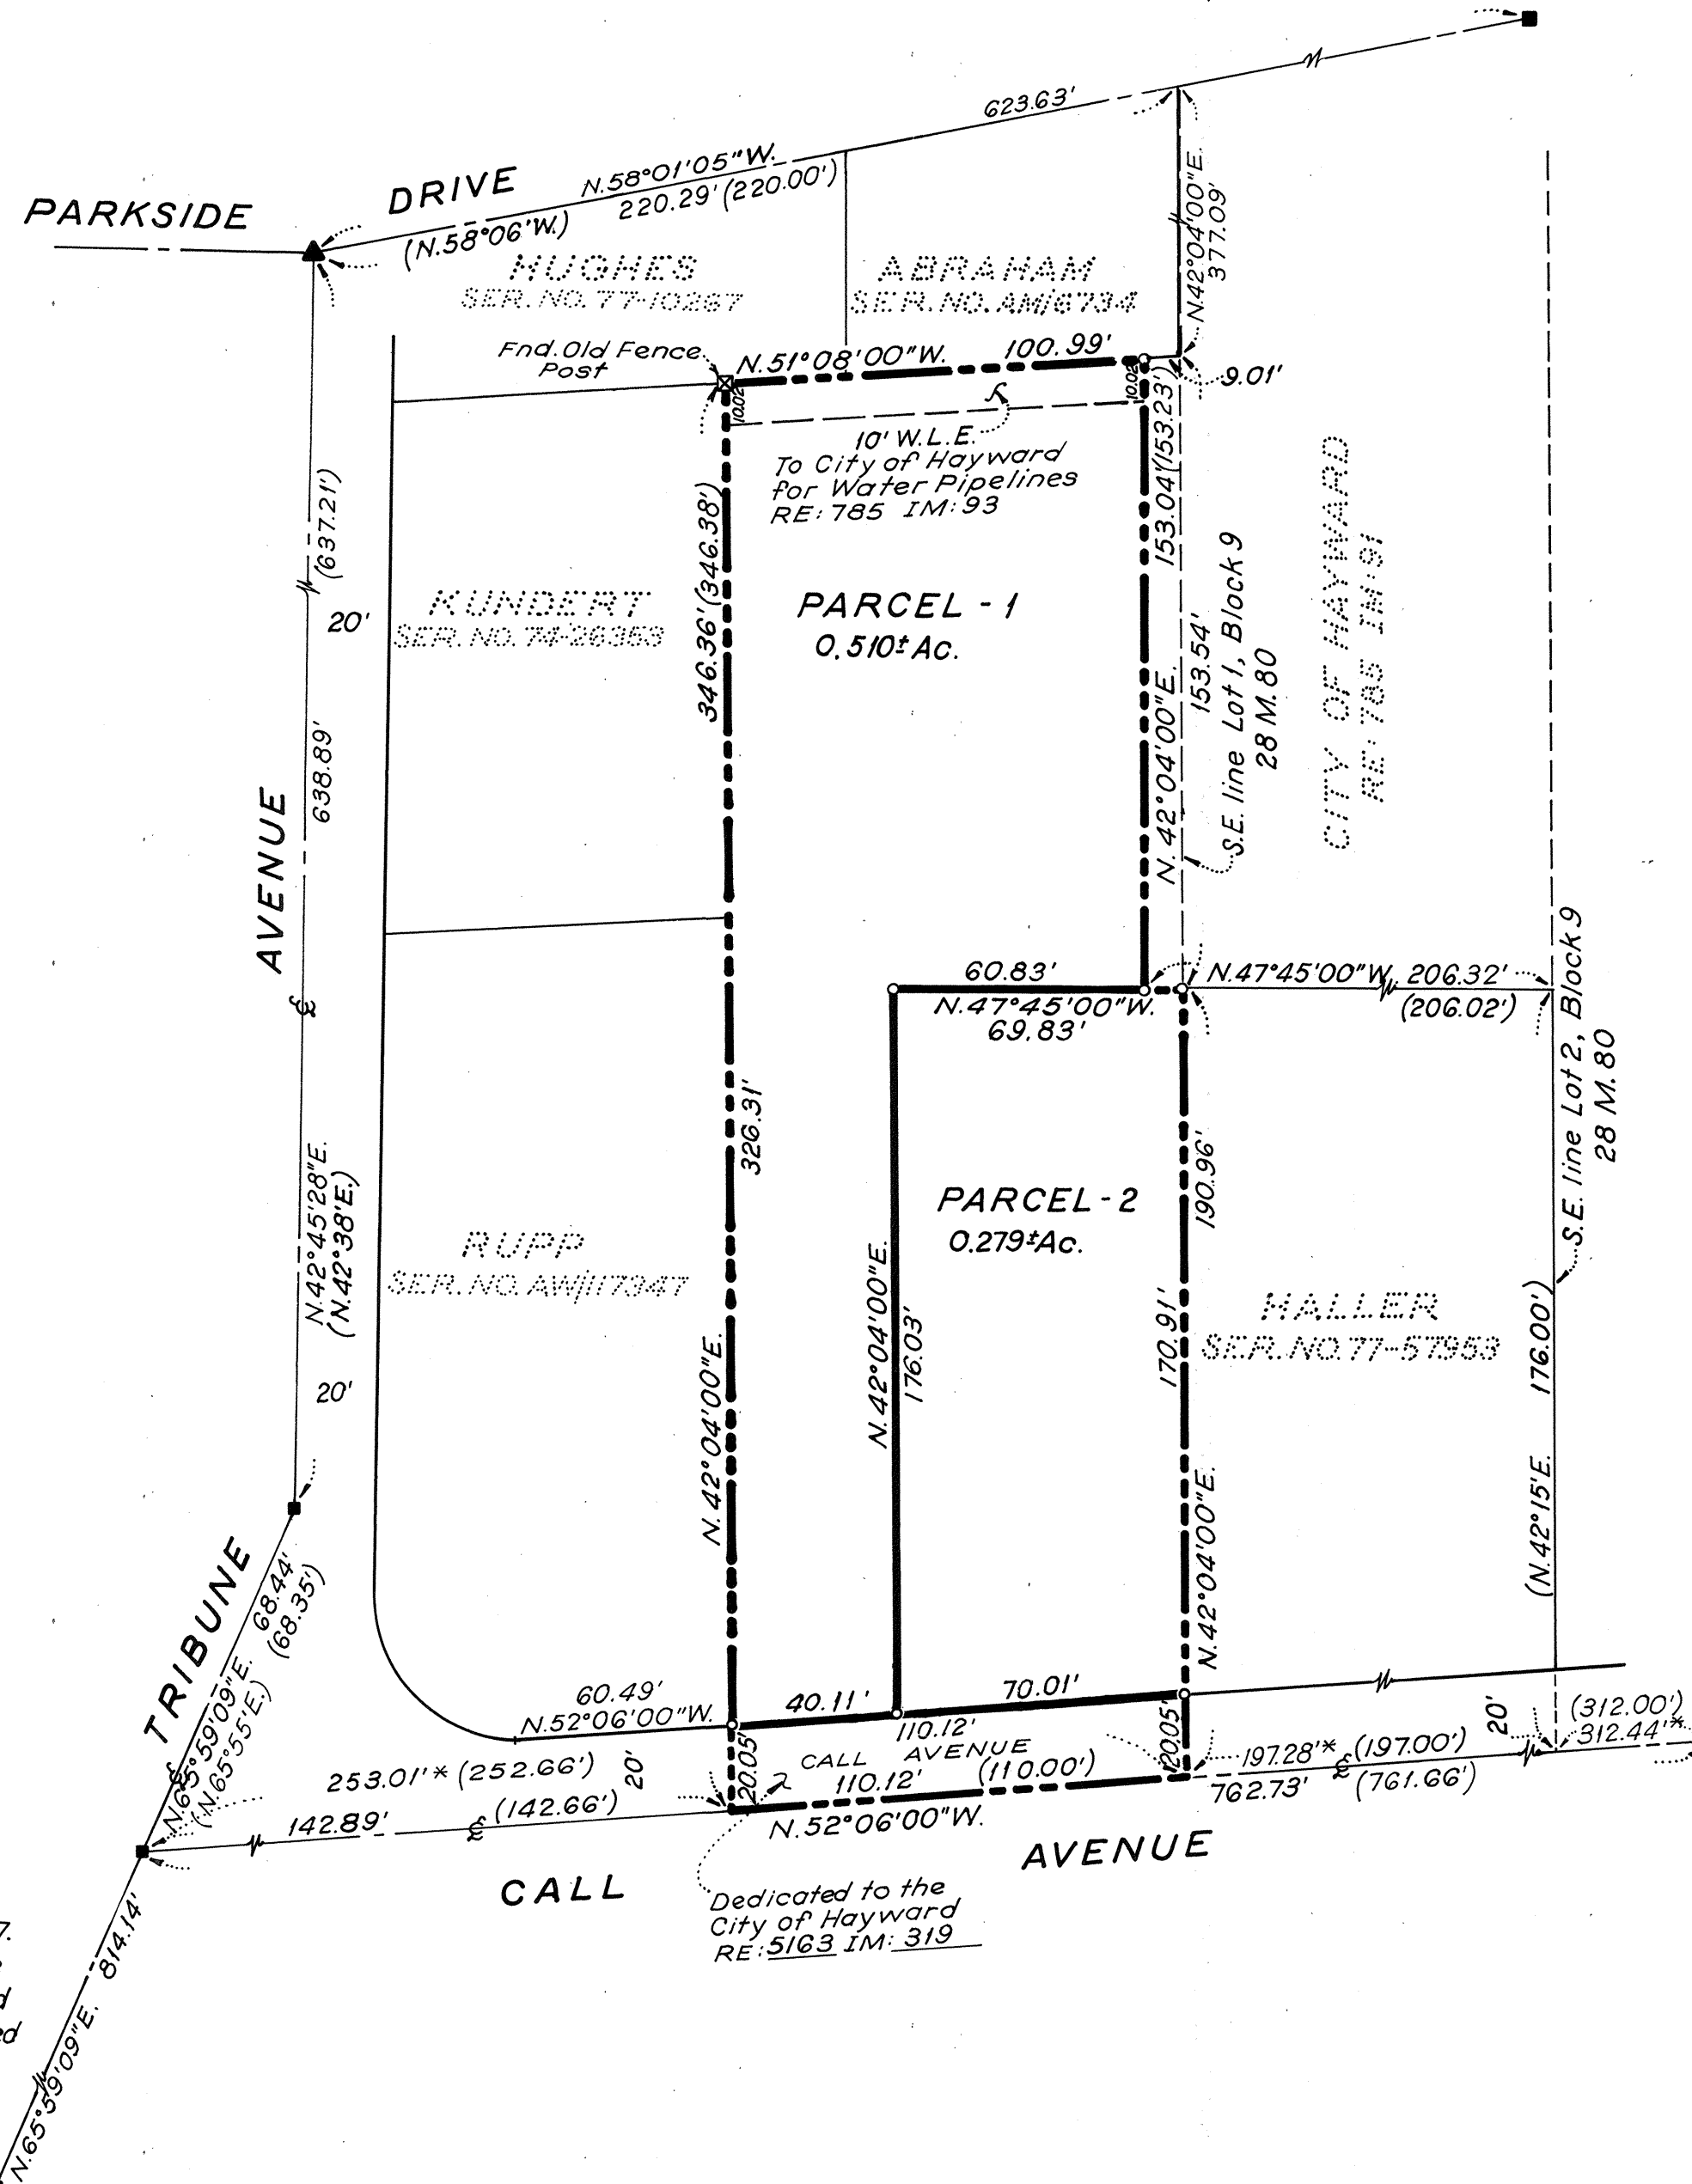 623.63'
PARKSIDE
DRIVE
N.58°01'05"W.
220.29' (220.00')
(N.58°06'W.)
N.42°04'00"E.
377.09'
HUGHES
SER.NO.77-10267
ABRAHAM
SER.NO.AM/6734
Fnd. Old Fence
Post
N.51°08'00"W.
100.99'
9.01'
10.02'
10.02'
10' W.L.E.
To City of Hayward
for Water Pipelines
RE: 785 IM: 93
(637.21')
20'
638.89'
AVENUE
KUNDERT
SER.NO.74-26353
346.36' (346.38')
PARCEL - 1
0.510± Ac.
153.04' (153.23')
N.42°04'00"E.
153.54'
S.E. line Lot 1, Block 9
28 M. 80
CITY OF HAYWARD
RE: 785 IM: 91
60.83'
N.47°45'00"W.
69.83'
N.47°45'00"W.
206.32'
(206.02')
S.E. line Lot 2, Block 9
28 M. 80
326.31'
190.96'
PARCEL - 2
0.279± Ac.
N.42°45'28"E.
(N.42°38'E.)
20'
RUPP
SER.NO.AW/117347
N.42°04'00"E.
N.42°04'00"E.
176.03'
170.91'
N.42°04'00"E.
HALLER
SER.NO.77-57953
176.00')
(N.42°15'E.
TRIBUNE
68.44'
(68.35')
N.65°59'09"E.
(N.65°55'E.)
60.49'
N.52°06'00"W.
40.11'
70.01'
110.12'
20.05'
20.05'
CALL AVENUE
110.12'
(110.00')
N.52°06'00"W.
253.01'* (252.66')
20'
142.89'
(142.66')
197.28'* (197.00')
762.73'
(761.66')
20'
(312.00')
312.44'*
CALL
AVENUE
Dedicated to the
City of Hayward
RE: 5163 IM: 319
814.14'
N.65°59'09"E.